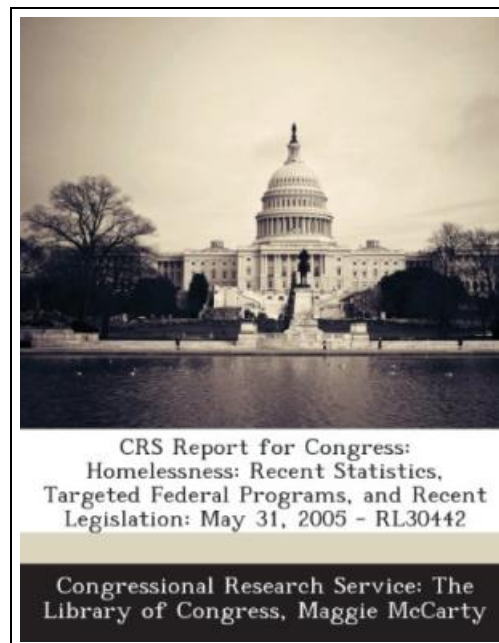 CRS Report for Congress:
Homelessness: Recent Statistics,
Targeted Federal Programs, and Recent
Legislation: May 31, 2005 - RL30442
Congressional Research Service: The
Library of Congress, Maggie McCarty